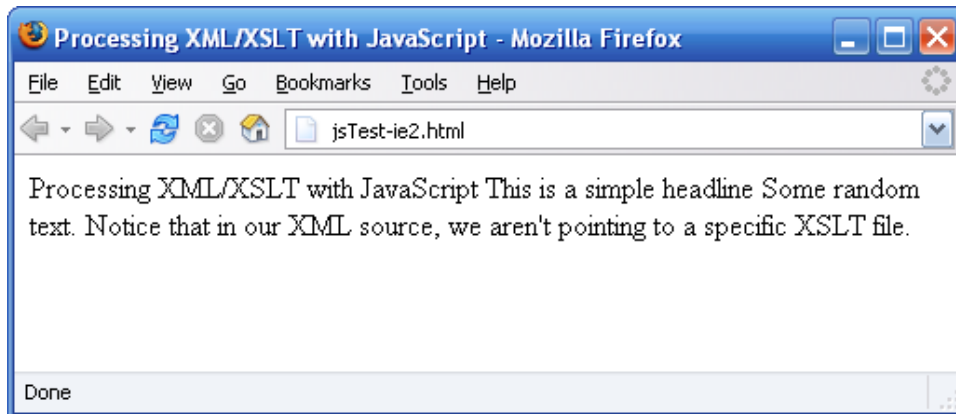 Processing XML/XSLT with JavaScript - Mozilla Firefox
File Edit View Go Bookmarks Tools Help
jsTest-ie2.html
Processing XML/XSLT with JavaScript This is a simple headline Some random
text. Notice that in our XML source, we aren't pointing to a specific XSLT file.
Done